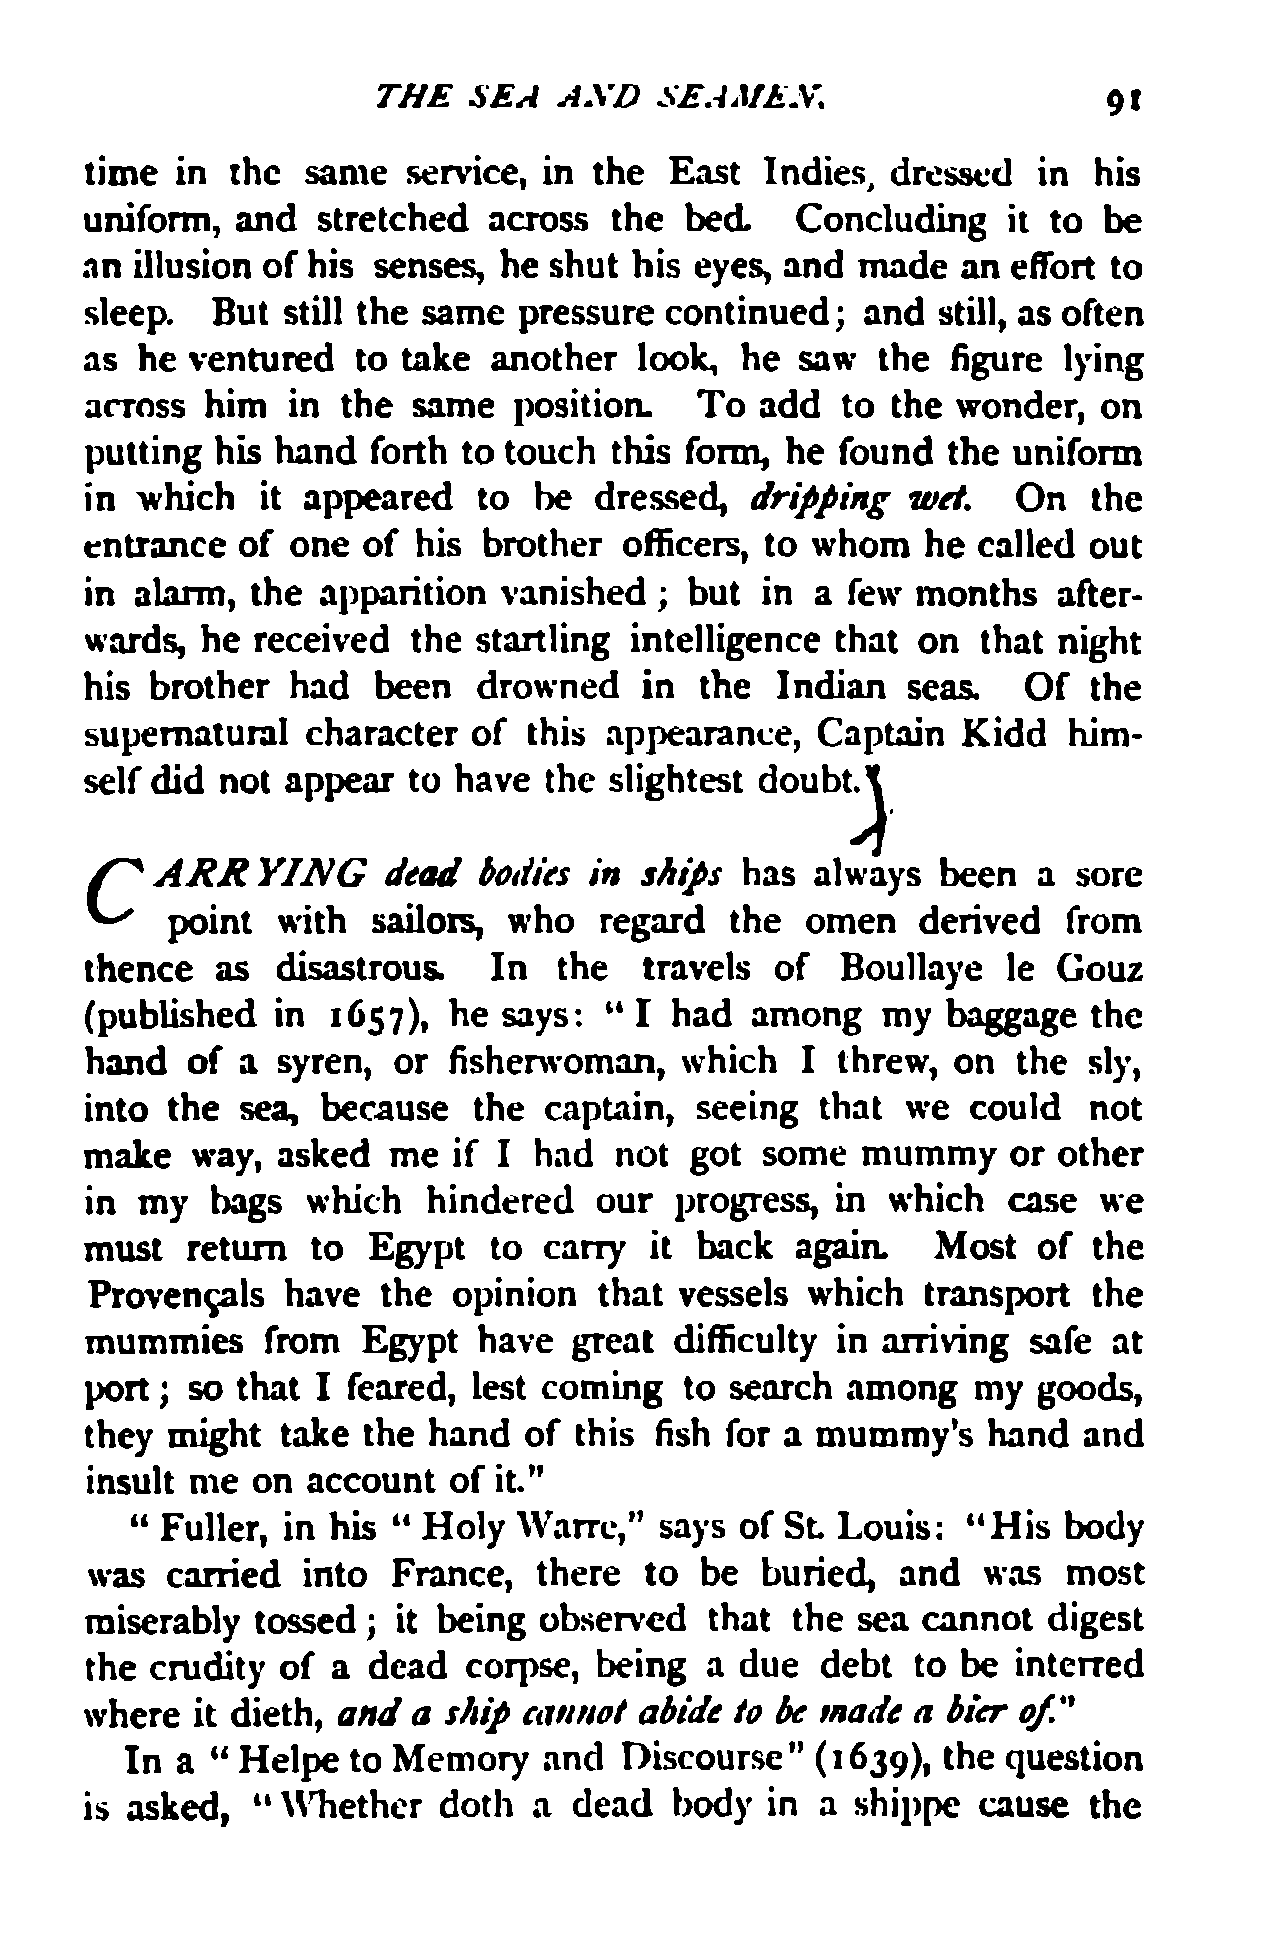 THE SEA AND SEAMEN. 91
time in the same service, in the East Indies, dressed in his
uniform, and stretched across the bed. Concluding it to be
an illusion of his senses, he shut his eyes, and made an effort to
sleep. But still the same pressure continued; and still, as often
as he ventured to take another look, he saw the figure lying
across him in the same position. To add to the wonder, on
putting his hand forth to touch this form, he found the uniform
in which it appeared to be dressed, dripping wet. On the
entrance of one of his brother officers, to whom he called out
in alarm, the apparition vanished; but in a few months after-
wards, he received the startling intelligence that on that night
his brother had been drowned in the Indian seas. Of the
supernatural character of this appearance, Captain Kidd him-
self did not appear to have the slightest doubt.
CARRYING dead bodies in ships has always been a sore
point with sailors, who regard the omen derived from
thence as disastrous. In the travels of Boullaye le Gouz
(published in 1657), he says: "I had among my baggage the
hand of a syren, or fisherwoman, which I threw, on the sly,
into the sea, because the captain, seeing that we could not
make way, asked me if I had not got some mummy or other
in my bags which hindered our progress, in which case we
must return to Egypt to carry it back again. Most of the
Provençals have the opinion that vessels which transport the
mummies from Egypt have great difficulty in arriving safe at
port; so that I feared, lest coming to search among my goods,
they might take the hand of this fish for a mummy's hand and
insult me on account of it."
"Fuller, in his "Holy Warre," says of St. Louis: "His body
was carried into France, there to be buried, and was most
miserably tossed; it being observed that the sea cannot digest
the crudity of a dead corpse, being a due debt to be interred
where it dieth, and a ship cannot abide to be made a bier of."
In a "Helpe to Memory and Discourse" (1639), the question
is asked, "Whether doth a dead body in a shippe cause the